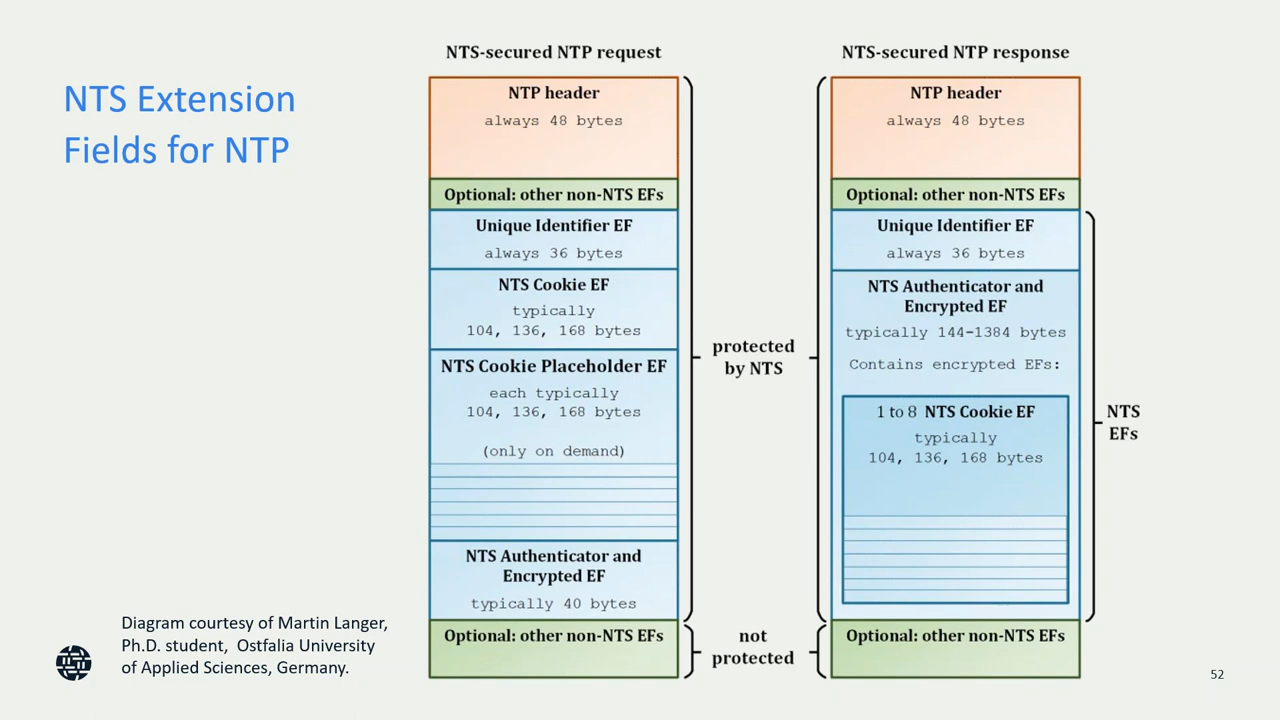 NTS Extension
Fields for NTP
NTS-secured NTP request
NTP header
always 48 bytes
Optional: other non-NTS EFs
Unique Identifier EF
always 36 bytes
NTS Cookie EF
typically
104, 136, 168 bytes
NTS Cookie Placeholder EF
each typically
104, 136, 168 bytes
(only on demand)
NTS Authenticator and
Encrypted EF
typically 40 bytes
Optional: other non-NTS EFs
protected
by NTS
not
protected
NTS-secured NTP response
NTP header
always 48 bytes
Optional: other non-NTS EFs
Unique Identifier EF
always 36 bytes
NTS Authenticator and
Encrypted EF
typically 144-1384 bytes
Contains encrypted EFs:
1 to 8 NTS Cookie EF
typically
104, 136, 168 bytes
Optional: other non-NTS EFs
NTS
EFs
Diagram courtesy of Martin Langer,
Ph.D. student, Ostfalia University
of Applied Sciences, Germany.
52